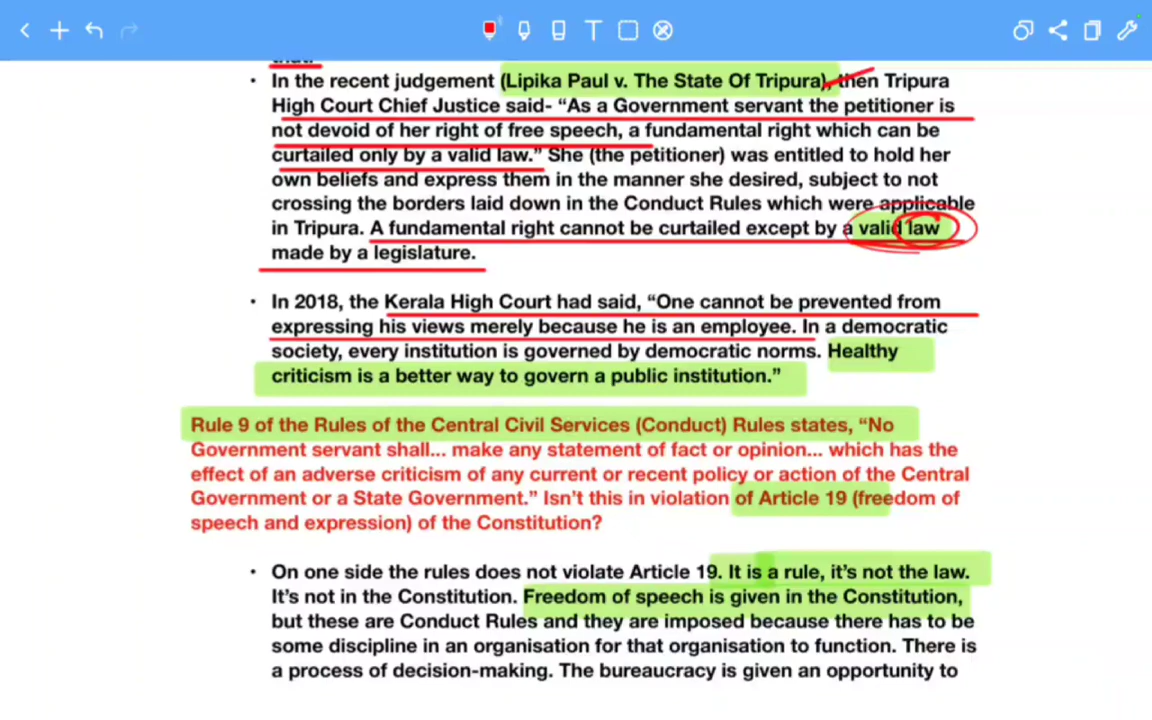 that.
• In the recent judgement (Lipika Paul v. The State Of Tripura), then Tripura
High Court Chief Justice said- “As a Government servant the petitioner is
not devoid of her right of free speech, a fundamental right which can be
curtailed only by a valid law.” She (the petitioner) was entitled to hold her
own beliefs and express them in the manner she desired, subject to not
crossing the borders laid down in the Conduct Rules which were applicable
in Tripura. A fundamental right cannot be curtailed except by a valid law
made by a legislature.
• In 2018, the Kerala High Court had said, “One cannot be prevented from
expressing his views merely because he is an employee. In a democratic
society, every institution is governed by democratic norms. Healthy
criticism is a better way to govern a public institution.”
Rule 9 of the Rules of the Central Civil Services (Conduct) Rules states, “No
Government servant shall... make any statement of fact or opinion... which has the
effect of an adverse criticism of any current or recent policy or action of the Central
Government or a State Government.” Isn’t this in violation of Article 19 (freedom of
speech and expression) of the Constitution?
• On one side the rules does not violate Article 19. It is a rule, it’s not the law.
It’s not in the Constitution. Freedom of speech is given in the Constitution,
but these are Conduct Rules and they are imposed because there has to be
some discipline in an organisation for that organisation to function. There is
a process of decision-making. The bureaucracy is given an opportunity to